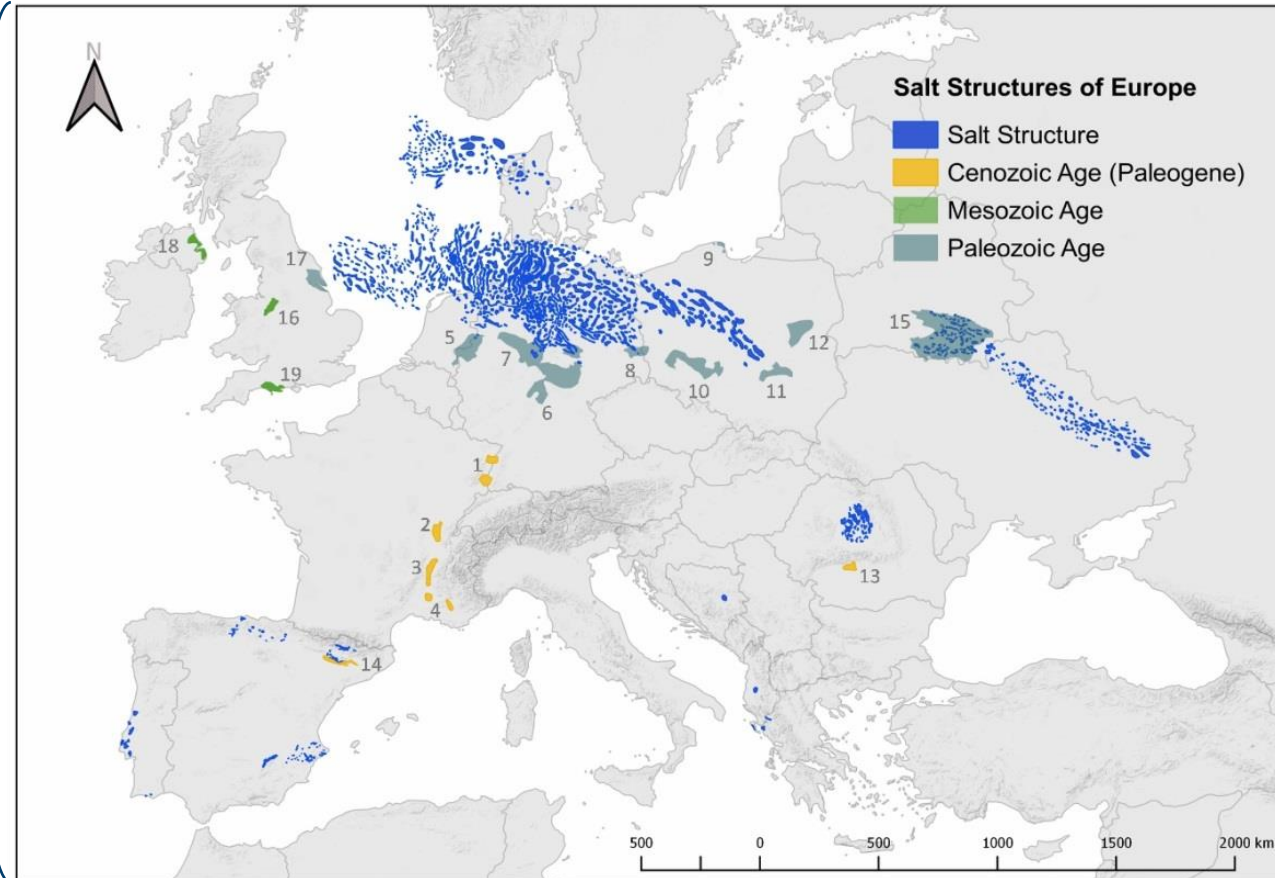 N
Salt Structures of Europe
Salt Structure
Cenozoic Age (Paleogene)
Mesozoic Age
Paleozoic Age
18
17
16
19
9
15
5
7
8
12
10
11
6
1
2
3
4
13
14
500 0 500 1000 1500 2000 km